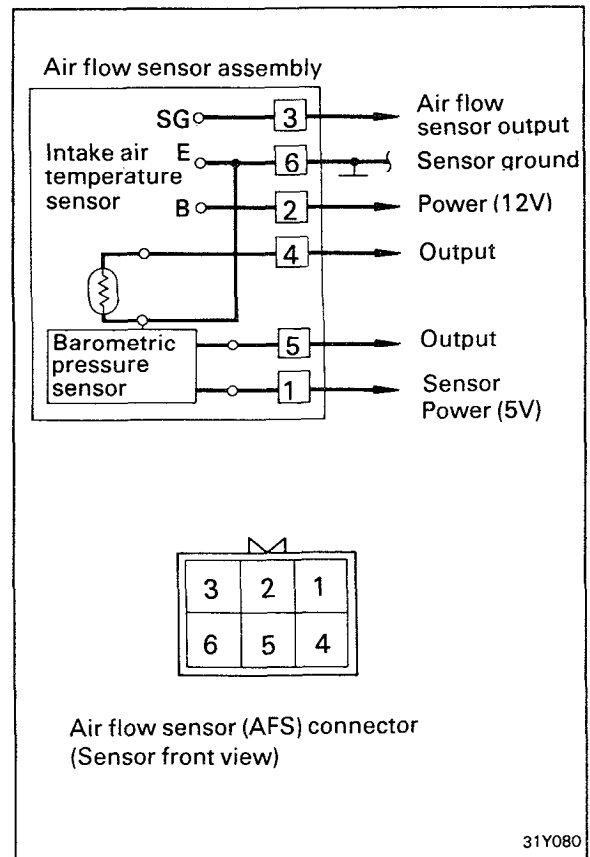 Air flow sensor assembly
SG 3 Air flow
sensor output
Intake air
temperature
sensor
E 6 Sensor ground
B 2 Power (12V)
4 Output
Barometric
pressure
sensor
5 Output
1 Sensor
Power (5V)
3 2 1
6 5 4
Air flow sensor (AFS) connector
(Sensor front view)
31Y080